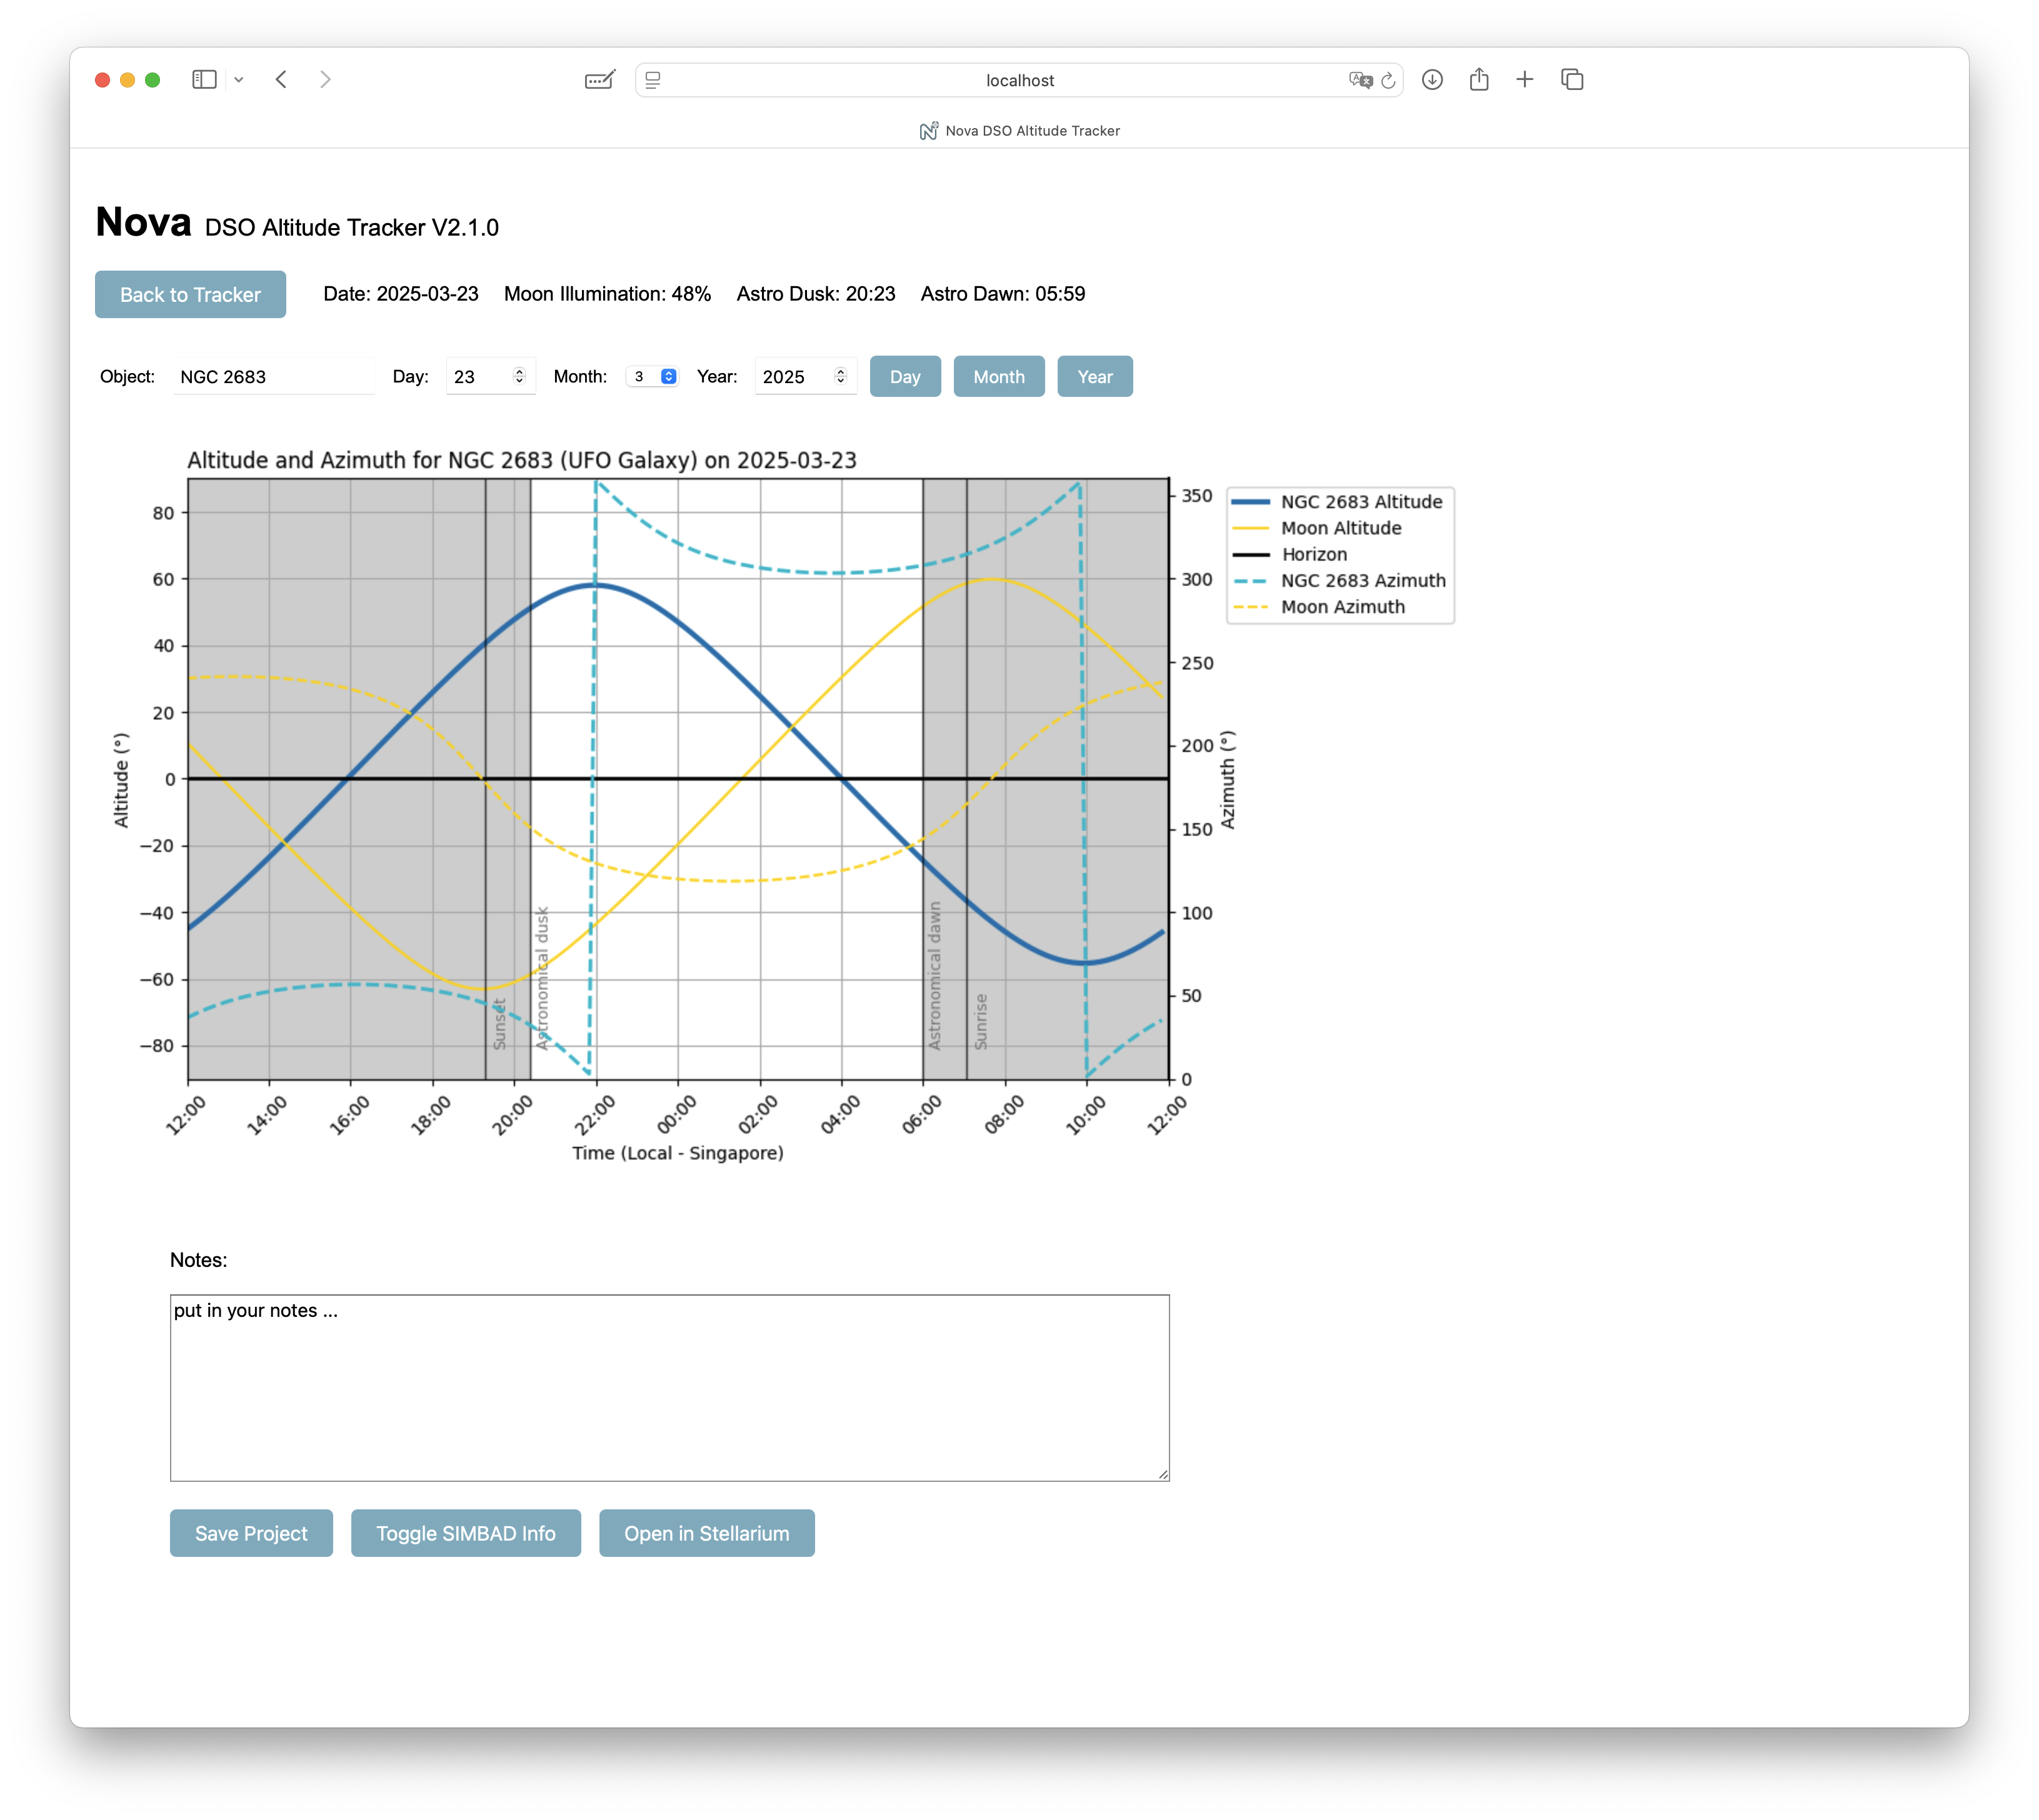 localhost
Nova DSO Altitude Tracker
Nova DSO Altitude Tracker V2.1.0
Back to Tracker Date: 2025-03-23 Moon Illumination: 48% Astro Dusk: 20:23 Astro Dawn: 05:59
Object: NGC 2683 Day: 23 Month: 3 Year: 2025 Day Month Year
Altitude and Azimuth for NGC 2683 (UFO Galaxy) on 2025-03-23
80
60
40
20
0
−20
−40
−60
−80
Altitude (°)
Sunset
Astronomical dusk
Astronomical dawn
Sunrise
350
300
250
200
150
100
50
0
Azimuth (°)
NGC 2683 Altitude
Moon Altitude
Horizon
NGC 2683 Azimuth
Moon Azimuth
12:00 14:00 16:00 18:00 20:00 22:00 00:00 02:00 04:00 06:00 08:00 10:00 12:00
Time (Local - Singapore)
Notes:
put in your notes ...
Save Project Toggle SIMBAD Info Open in Stellarium